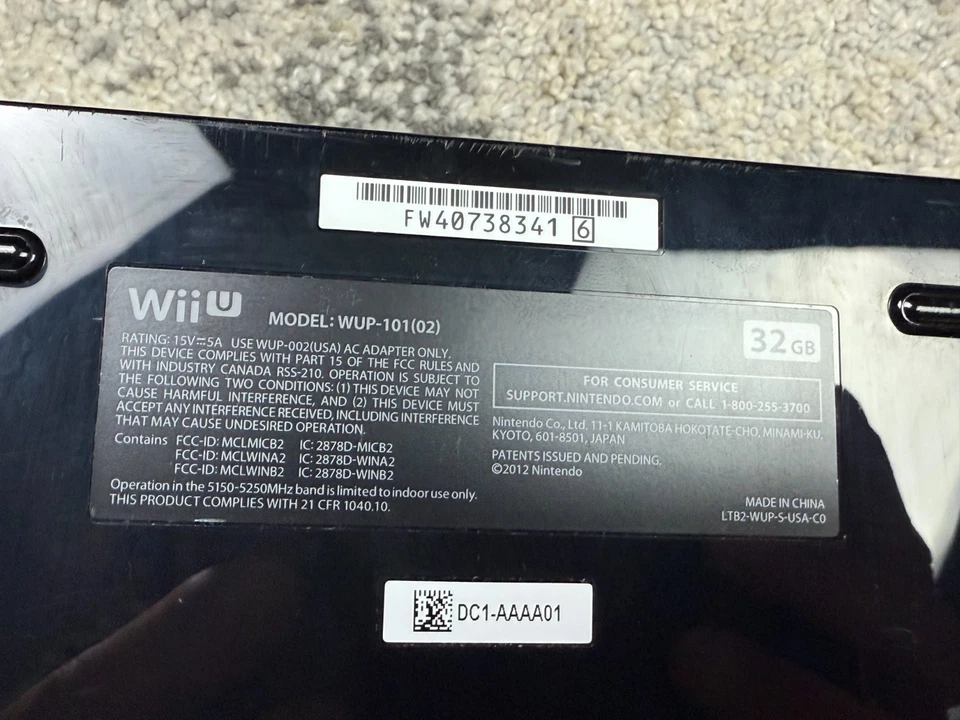 FW40738341 6
Wii U
MODEL: WUP-101(02)
32 GB
RATING: 15V⎓5A USE WUP-002(USA) AC ADAPTER ONLY.
THIS DEVICE COMPLIES WITH PART 15 OF THE FCC RULES AND
WITH INDUSTRY CANADA RSS-210. OPERATION IS SUBJECT TO
THE FOLLOWING TWO CONDITIONS: (1) THIS DEVICE MAY NOT
CAUSE HARMFUL INTERFERENCE, AND (2) THIS DEVICE MUST
ACCEPT ANY INTERFERENCE RECEIVED, INCLUDING INTERFERENCE
THAT MAY CAUSE UNDESIRED OPERATION.
Contains FCC-ID: MCLMICB2 IC: 2878D-MICB2
FCC-ID: MCLWINA2 IC: 2878D-WINA2
FCC-ID: MCLWINB2 IC: 2878D-WINB2
Operation in the 5150-5250MHz band is limited to indoor use only.
THIS PRODUCT COMPLIES WITH 21 CFR 1040.10.
FOR CONSUMER SERVICE
SUPPORT.NINTENDO.COM or CALL 1-800-255-3700
Nintendo Co., Ltd. 11-1 KAMITOBA HOKOTATE-CHO, MINAMI-KU.
KYOTO, 601-8501, JAPAN
PATENTS ISSUED AND PENDING.
©2012 Nintendo
MADE IN CHINA
LTB2-WUP-S-USA-C0
DC1-AAAA01